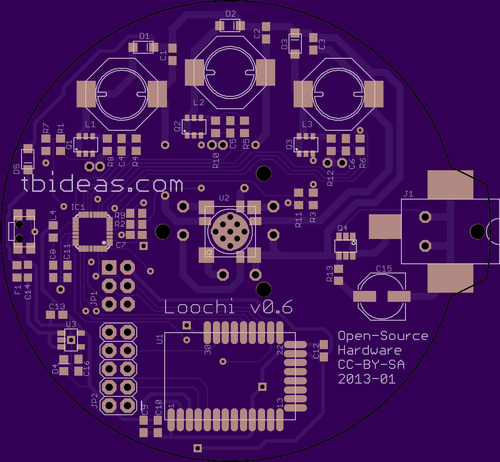 D2
D1
C2
D3
C3
C1
L2
L1
L3
Q2
C5
R5
R7
R1
Q1
R8
C4
R4
R10
Q3
R12
C6
R6
D5
tbideas.com
J1
IC1
U2
L4
R9
R2
C7
R11
R3
Q4
C8
C11
F1
C14
R13
C15
JP1
Loochi v0.6
C13
U3
U1
30
22
Open-Source
Hardware
CC-BY-SA
2013-01
C12
D4
C16
JP2
1
13
C9
C10